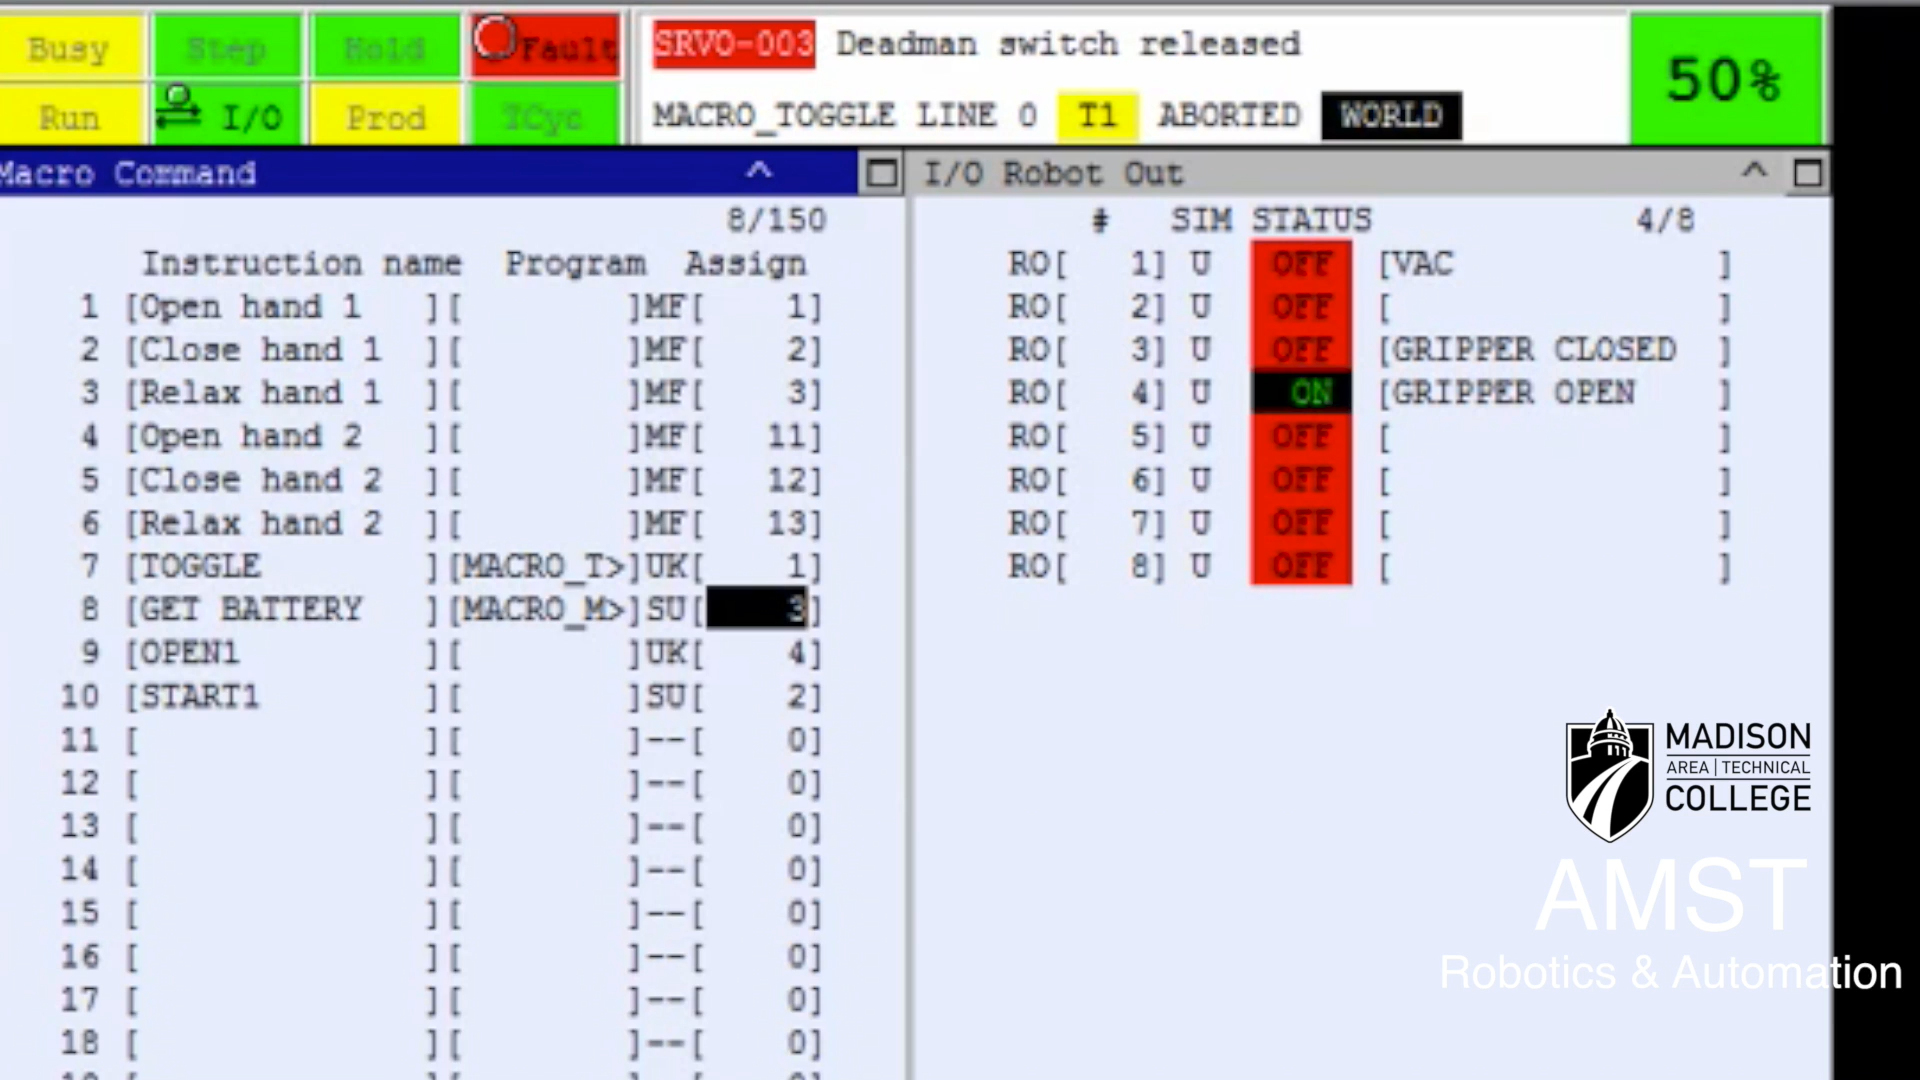 Busy Step Hold Fault
Run I/O Prod TCyc
SRVO-003 Deadman switch released
MACRO_TOGGLE LINE 0 T1 ABORTED WORLD
50%
Macro Command ^
8/150
Instruction name Program Assign
1 [Open hand 1 ][ ]MF[ 1]
2 [Close hand 1 ][ ]MF[ 2]
3 [Relax hand 1 ][ ]MF[ 3]
4 [Open hand 2 ][ ]MF[ 11]
5 [Close hand 2 ][ ]MF[ 12]
6 [Relax hand 2 ][ ]MF[ 13]
7 [TOGGLE ][MACRO_T>]UK[ 1]
8 [GET BATTERY ][MACRO_M>]SU[ 3]
9 [OPEN1 ][ ]UK[ 4]
10 [START1 ][ ]SU[ 2]
11 [ ][ ]--[ 0]
12 [ ][ ]--[ 0]
13 [ ][ ]--[ 0]
14 [ ][ ]--[ 0]
15 [ ][ ]--[ 0]
16 [ ][ ]--[ 0]
17 [ ][ ]--[ 0]
18 [ ][ ]--[ 0]
I/O Robot Out ^
# SIM STATUS 4/8
RO[ 1] U OFF [VAC ]
RO[ 2] U OFF [ ]
RO[ 3] U OFF [GRIPPER CLOSED ]
RO[ 4] U ON [GRIPPER OPEN ]
RO[ 5] U OFF [ ]
RO[ 6] U OFF [ ]
RO[ 7] U OFF [ ]
RO[ 8] U OFF [ ]
MADISON
AREA | TECHNICAL
COLLEGE
AMST
Robotics & Automation